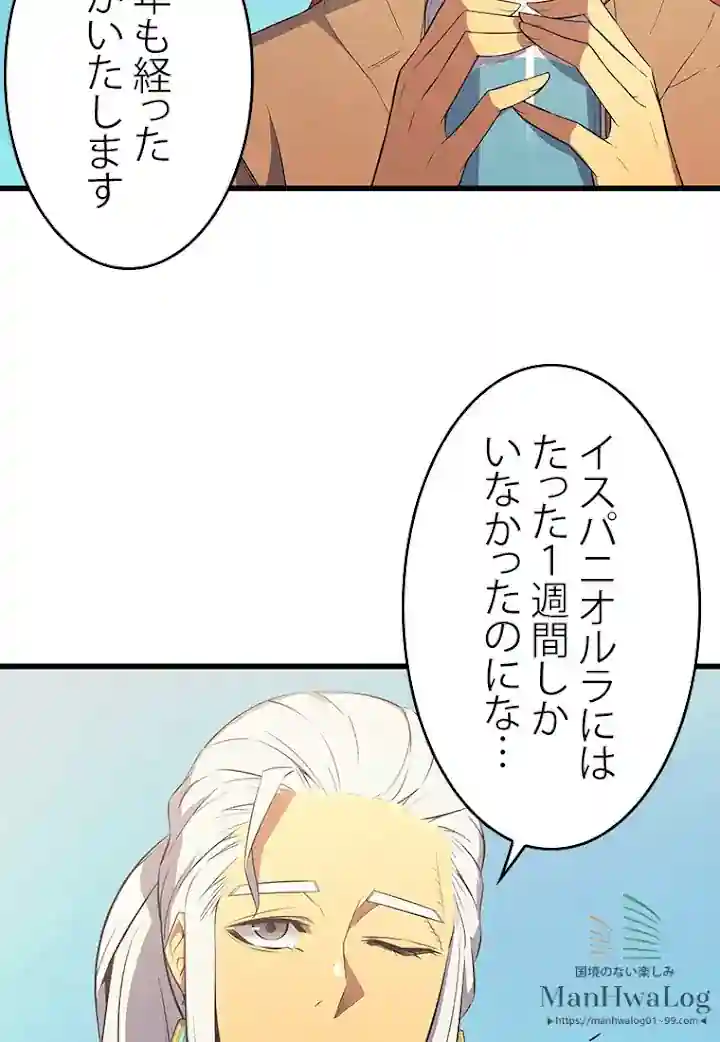 年も経った
がいたします
イスパニオルラには
たった1週間しか
いなかったのにな…
国境のない楽しみ
ManHwaLog
▶https://manhwalog01-99.com◀